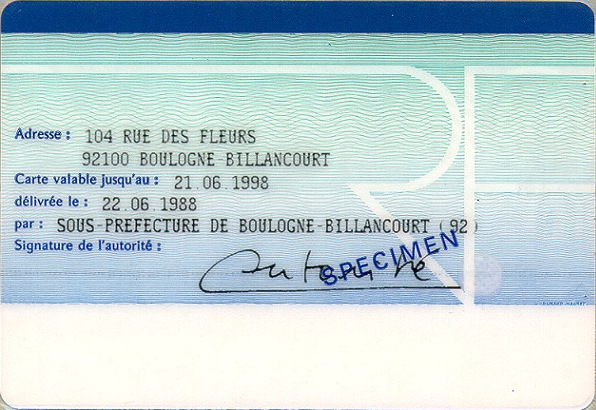 Adresse : 104 RUE DES FLEURS
92100 BOULOGNE-BILLANCOURT
Carte valable jusqu'au : 21.06.1998
délivrée le : 22.06.1988
par : SOUS-PREFECTURE DE BOULOGNE-BILLANCOURT (92)
Signature de l'autorité :
SPECIMEN
RF